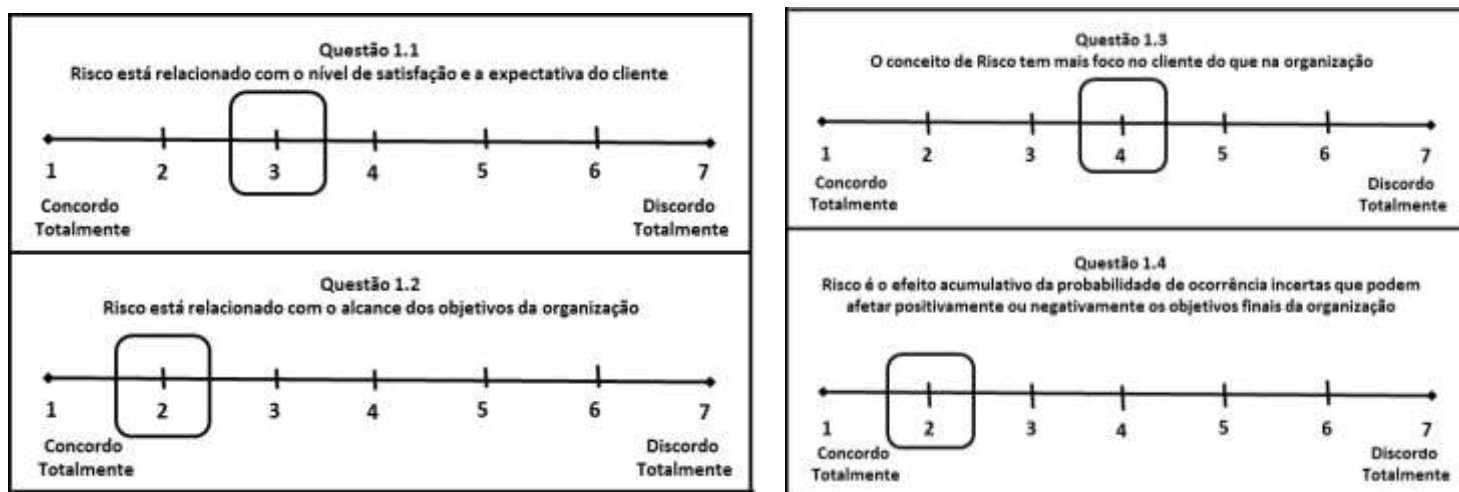 Questão 1.1
Risco está relacionado com o nível de satisfação e a expectativa do cliente
1 2 3 4 5 6 7
Concordo Discordo
Totalmente Totalmente
Questão 1.2
Risco está relacionado com o alcance dos objetivos da organização
1 2 3 4 5 6 7
Concordo Discordo
Totalmente Totalmente
Questão 1.3
O conceito de Risco tem mais foco no cliente do que na organização
1 2 3 4 5 6 7
Concordo Discordo
Totalmente Totalmente
Questão 1.4
Risco é o efeito acumulativo da probabilidade de ocorrência incertas que podem
afetar positivamente ou negativamente os objetivos finais da organização
1 2 3 4 5 6 7
Concordo Discordo
Totalmente Totalmente